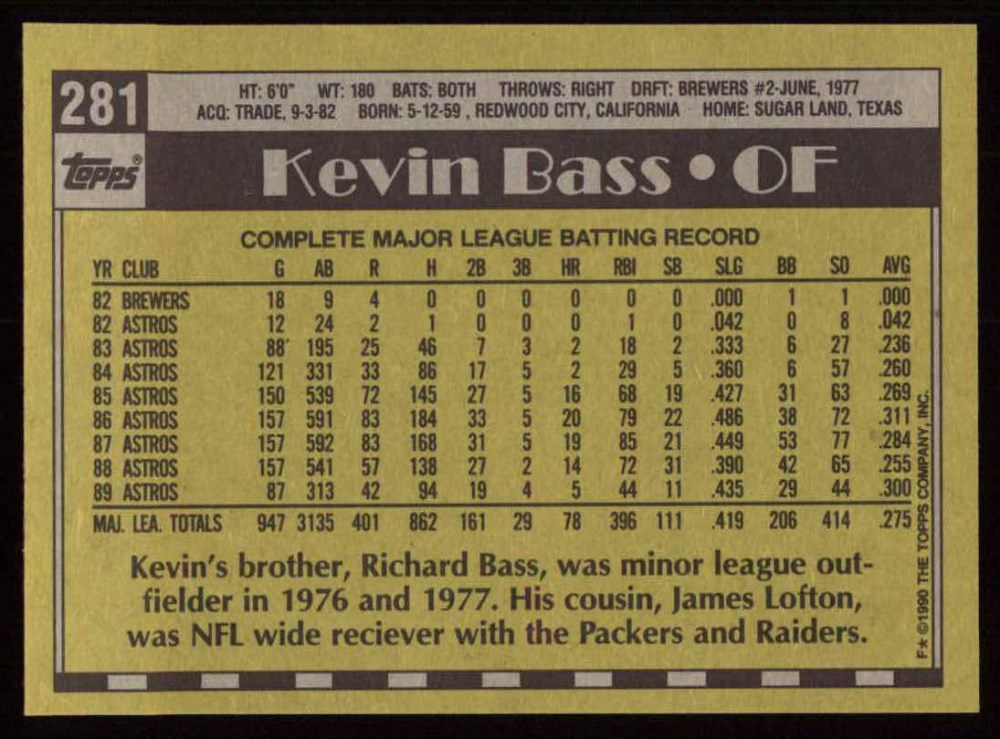 281
HT: 6'0" WT: 180 BATS: BOTH THROWS: RIGHT DRFT: BREWERS #2-JUNE, 1977
ACQ: TRADE, 9-3-82 BORN: 5-12-59 , REDWOOD CITY, CALIFORNIA HOME: SUGAR LAND, TEXAS
topps®
Kevin Bass • OF
COMPLETE MAJOR LEAGUE BATTING RECORD
YR CLUB G AB R H 2B 3B HR RBI SB SLG BB SO AVG
82 BREWERS 18 9 4 0 0 0 0 0 0 .000 1 1 .000
82 ASTROS 12 24 2 1 0 0 0 1 0 .042 0 8 .042
83 ASTROS 88 195 25 46 7 3 2 18 2 .333 6 27 .236
84 ASTROS 121 331 33 86 17 5 2 29 5 .360 6 57 .260
85 ASTROS 150 539 72 145 27 5 16 68 19 .427 31 63 .269
86 ASTROS 157 591 83 184 33 5 20 79 22 .486 38 72 .311
87 ASTROS 157 592 83 168 31 5 19 85 21 .449 53 77 .284
88 ASTROS 157 541 57 138 27 2 14 72 31 .390 42 65 .255
89 ASTROS 87 313 42 94 19 4 5 44 11 .435 29 44 .300
MAJ. LEA. TOTALS 947 3135 401 862 161 29 78 396 111 .419 206 414 .275
Kevin's brother, Richard Bass, was minor league out-
fielder in 1976 and 1977. His cousin, James Lofton,
was NFL wide reciever with the Packers and Raiders.
F★ ©1990 THE TOPPS COMPANY, INC.